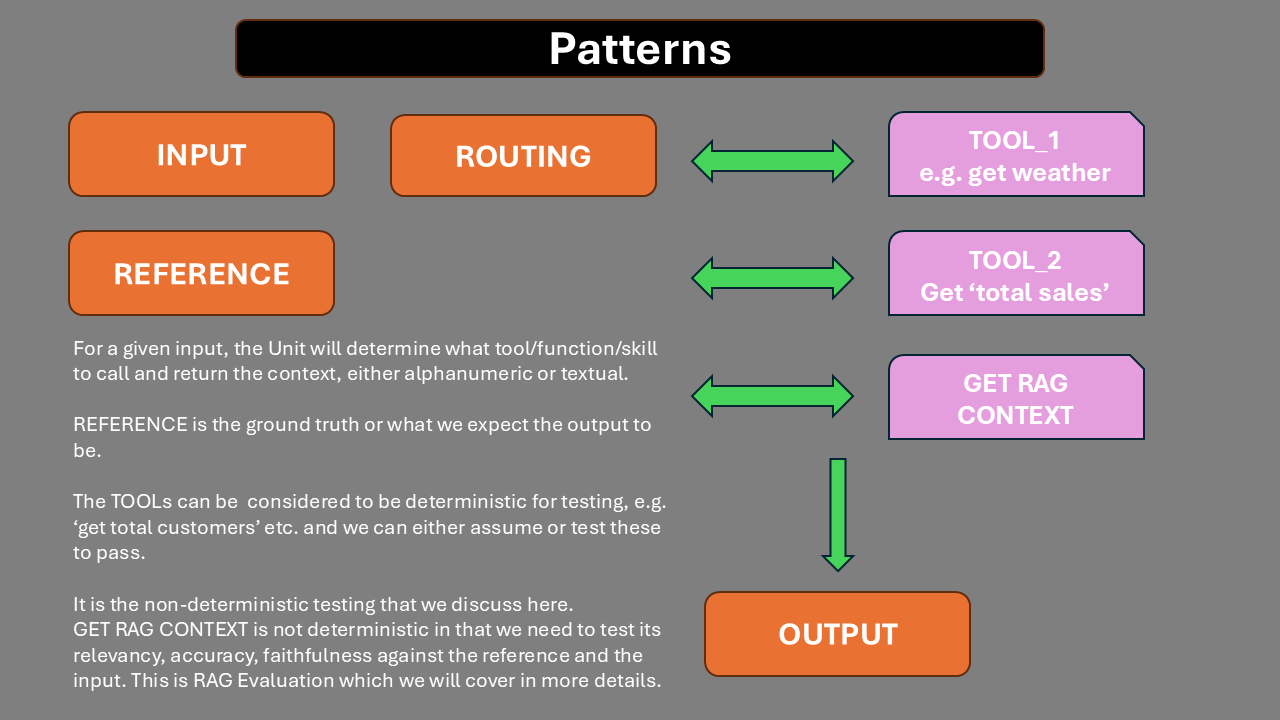 Patterns
INPUT
ROUTING
TOOL_1
e.g. get weather
REFERENCE
TOOL_2
Get ‘total sales’
GET RAG
CONTEXT
For a given input, the Unit will determine what tool/function/skill
to call and return the context, either alphanumeric or textual.
REFERENCE is the ground truth or what we expect the output to
be.
The TOOLs can be  considered to be deterministic for testing, e.g.
‘get total customers’ etc. and we can either assume or test these
to pass.
It is the non-deterministic testing that we discuss here.
GET RAG CONTEXT is not deterministic in that we need to test its
relevancy, accuracy, faithfulness against the reference and the
input. This is RAG Evaluation which we will cover in more details.
OUTPUT